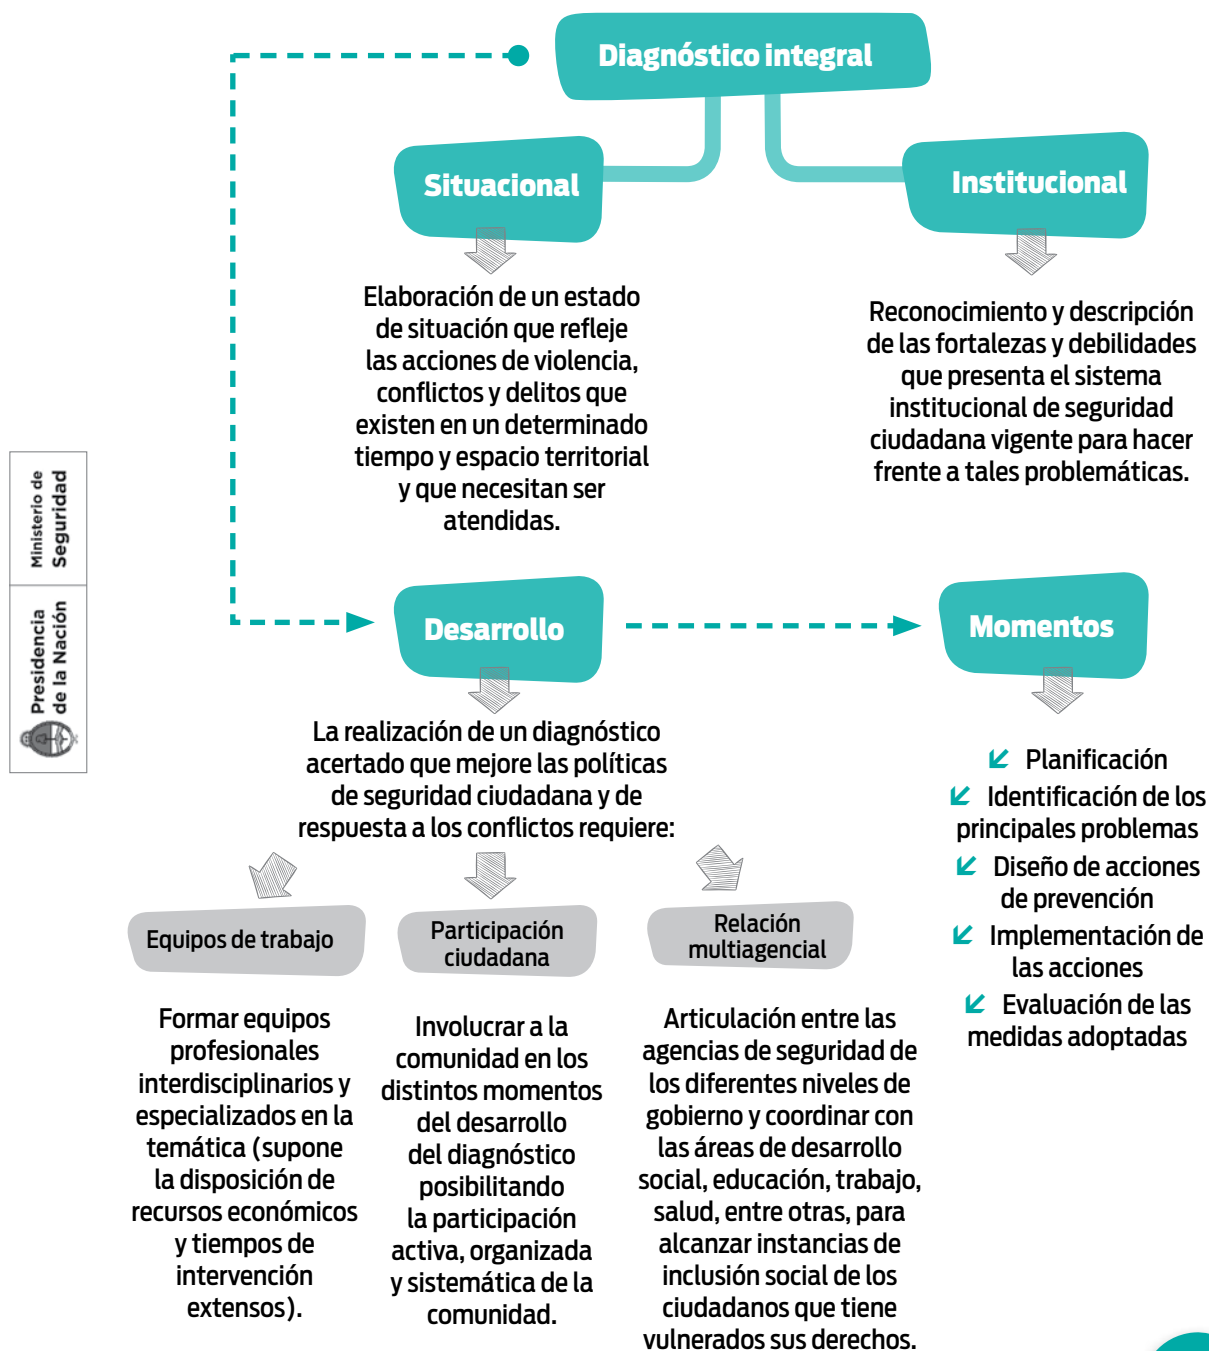 Diagnóstico integral
Situacional
Institucional
Elaboración de un estado
de situación que refleje
las acciones de violencia,
conflictos y delitos que
existen en un determinado
tiempo y espacio territorial
y que necesitan ser
atendidas.
Reconocimiento y descripción
de las fortalezas y debilidades
que presenta el sistema
institucional de seguridad
ciudadana vigente para hacer
frente a tales problemáticas.
Ministerio de
Seguridad
Presidencia
de la Nación
Desarrollo
Momentos
La realización de un diagnóstico
acertado que mejore las políticas
de seguridad ciudadana y de
respuesta a los conflictos requiere:
Equipos de trabajo
Formar equipos
profesionales
interdisciplinarios y
especializados en la
temática (supone
la disposición de
recursos económicos
y tiempos de
intervención
extensos).
Participación
ciudadana
Involucrar a la
comunidad en los
distintos momentos
del desarrollo
del diagnóstico
posibilitando
la participación
activa, organizada
y sistemática de la
comunidad.
Relación
multiagencial
Articulación entre las
agencias de seguridad de
los diferentes niveles de
gobierno y coordinar con
las áreas de desarrollo
social, educación, trabajo,
salud, entre otras, para
alcanzar instancias de
inclusión social de los
ciudadanos que tiene
vulnerados sus derechos.
Planificación
Identificación de los
principales problemas
Diseño de acciones
de prevención
Implementación de
las acciones
Evaluación de las
medidas adoptadas